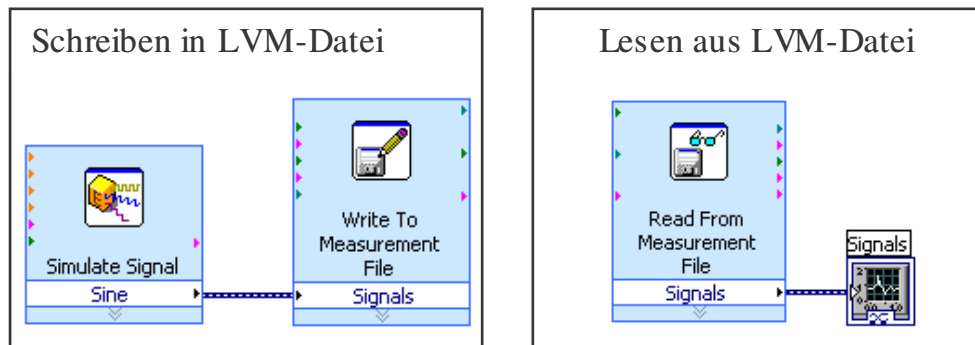 Schreiben in LVM-Datei
Simulate Signal
Sine
Write To
Measurement
File
Signals
Lesen aus LVM-Datei
Read From
Measurement
File
Signals
Signals